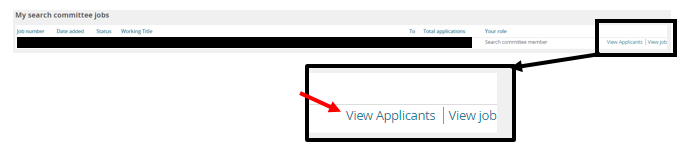 My search committee jobs
Job number Date added Status Working Title To Total applications Your role
Search committee member View Applicants | View job
View Applicants | View job